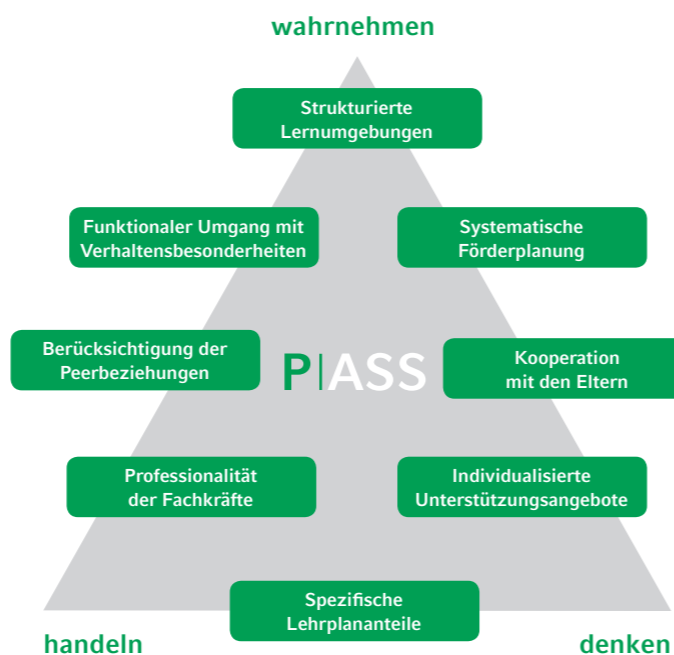 wahrnehmen
Strukturierte
Lernumgebungen
Funktionaler Umgang mit
Verhaltensbesonderheiten
Systematische
Förderplanung
Berücksichtigung der
Peerbeziehungen
P|ASS
Kooperation
mit den Eltern
Professionalität
der Fachkräfte
Individualisierte
Unterstützungsangebote
Spezifische
Lehrplananteile
handeln
denken